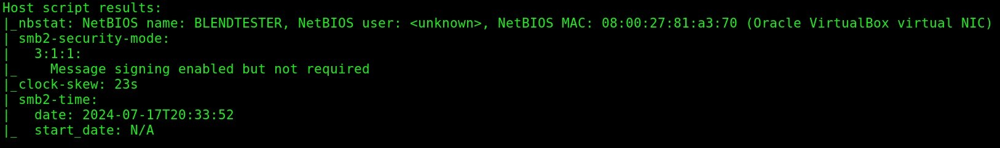 Host script results:
|_nbstat: NetBIOS name: BLENDTESTER, NetBIOS user: <unknown>, NetBIOS MAC: 08:00:27:81:a3:70 (Oracle VirtualBox virtual NIC)
| smb2-security-mode:
|   3:1:1:
|_    Message signing enabled but not required
|_clock-skew: 23s
| smb2-time:
|   date: 2024-07-17T20:33:52
|_  start_date: N/A